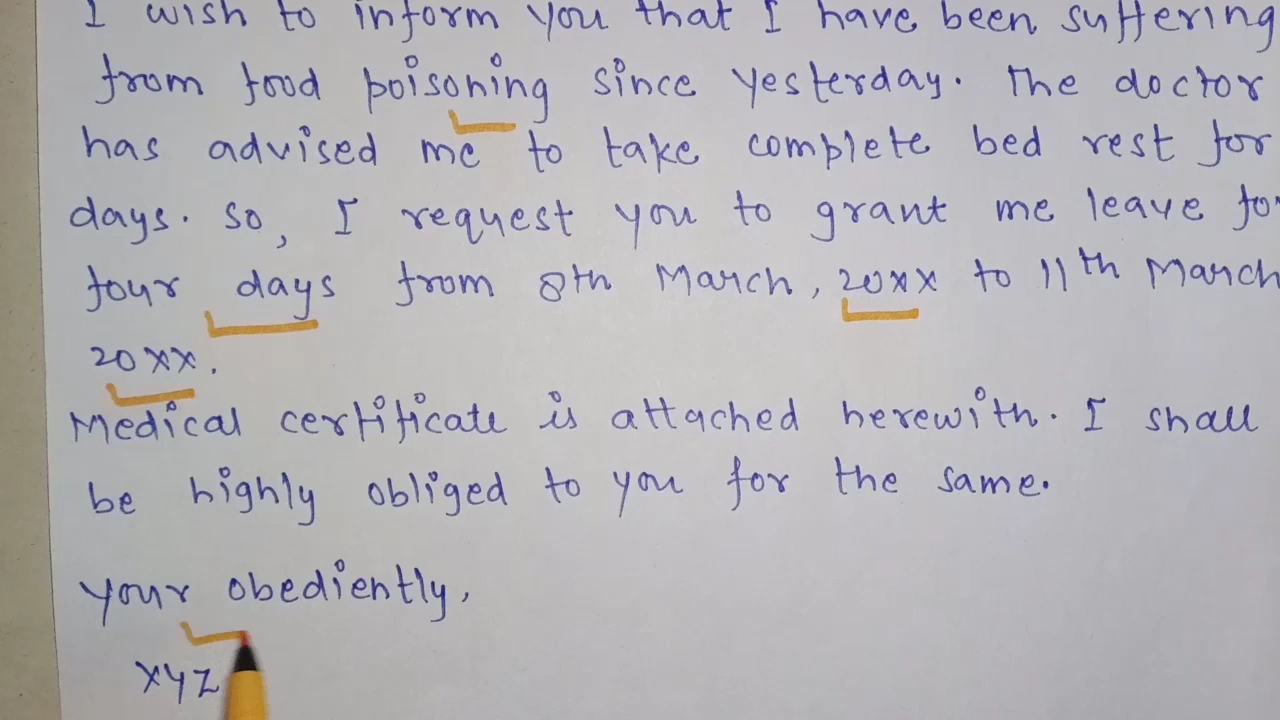 I wish to inform you that I have been suffering
from food poisoning since yesterday. The doctor
has advised me to take complete bed rest for
days. so, I request you to grant me leave for
four days from 8th March, 20xx to 11th March
20xx.
Medical certificate is attached herewith. I shall
be highly obliged to you for the same.
your obediently,
XYZ